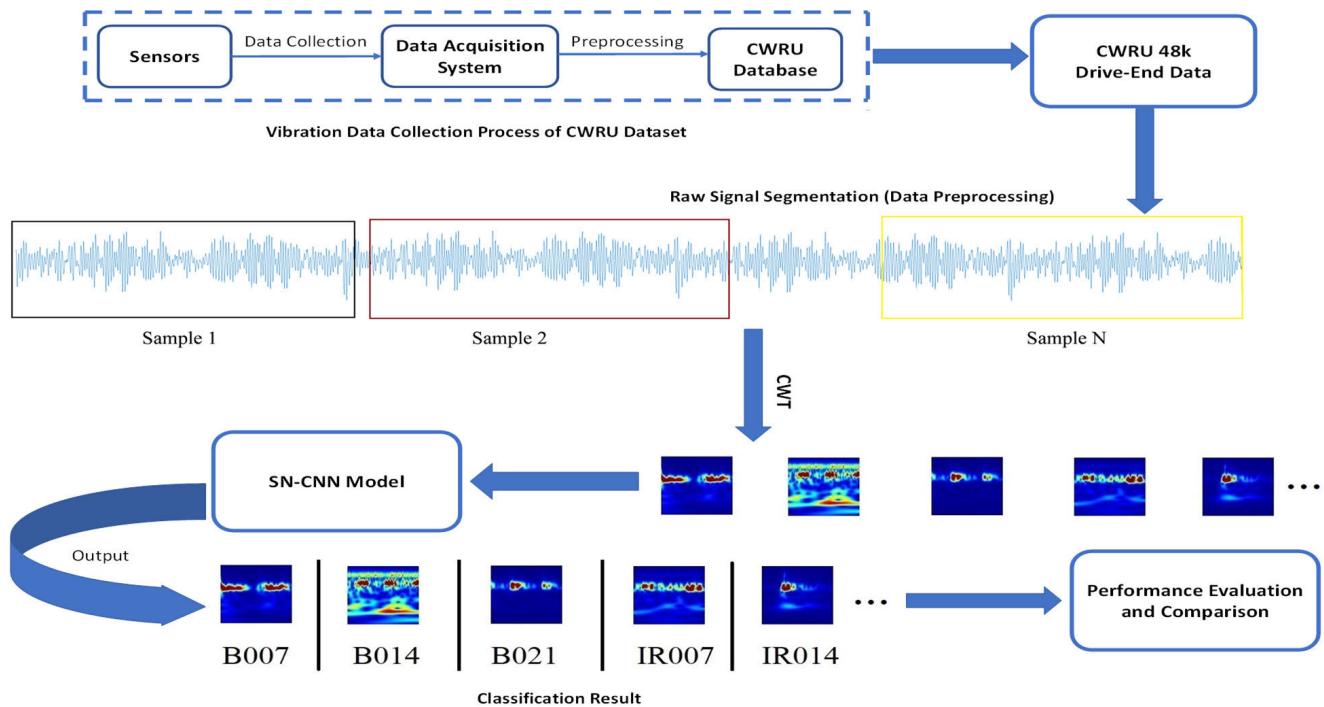 Sensors
Data Collection
Data Acquisition
System
Preprocessing
CWRU
Database
CWRU 48k
Drive-End Data
Vibration Data Collection Process of CWRU Dataset
Raw Signal Segmentation (Data Preprocessing)
Sample 1
Sample 2
Sample N
CWT
SN-CNN Model
...
Output
...
Performance Evaluation
and Comparison
B007
B014
B021
IR007
IR014
Classification Result